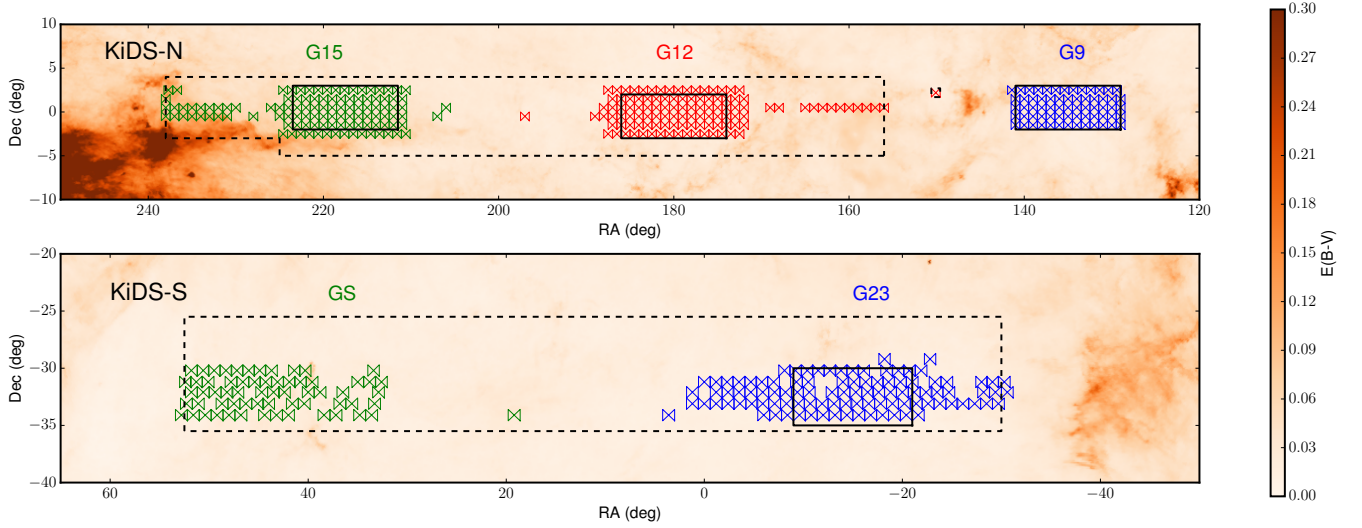 KiDS-N
G15
G12
G9
10
5
0
−5
−10
Dec (deg)
240
220
200
180
160
140
120
RA (deg)
KiDS-S
GS
G23
−20
−25
−30
−35
−40
Dec (deg)
60
40
20
0
−20
−40
RA (deg)
0.30
0.27
0.24
0.21
0.18
0.15
0.12
0.09
0.06
0.03
0.00
E(B-V)